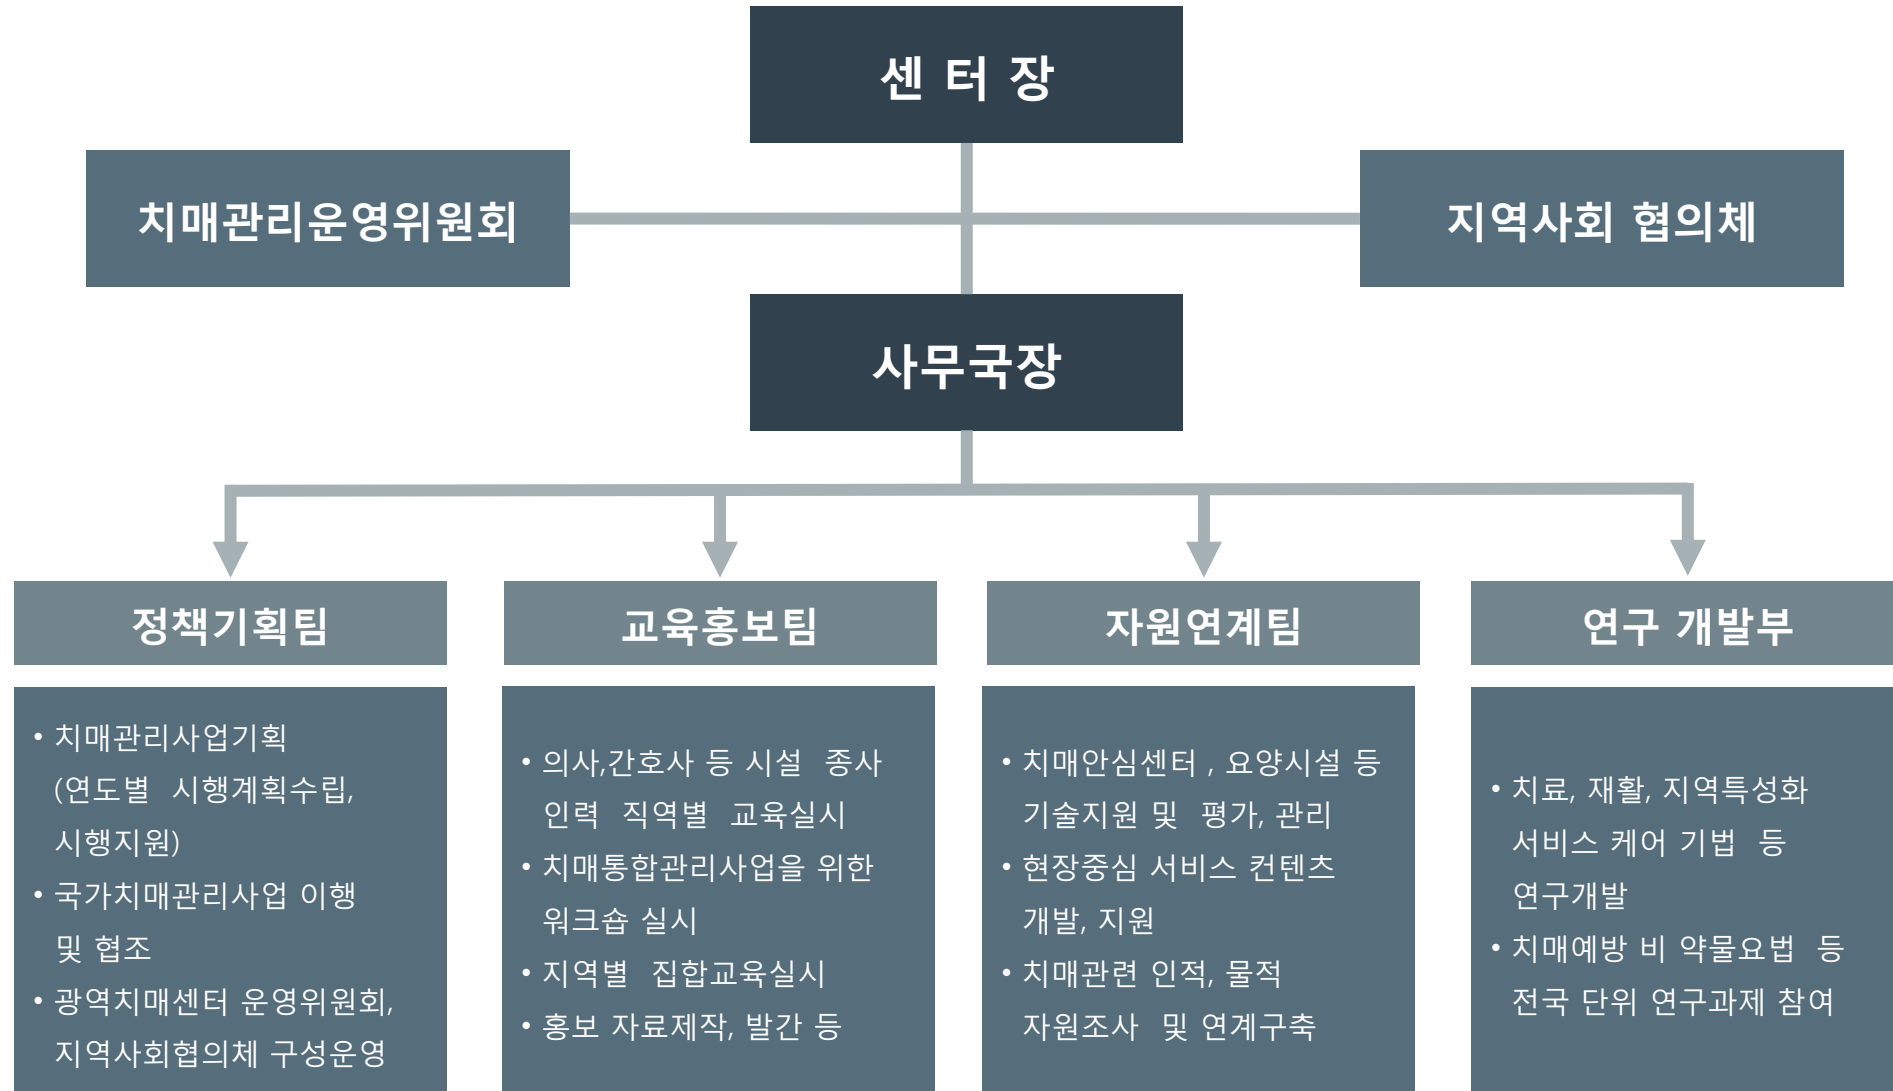 센 터 장
치매관리운영위원회
지역사회 협의체
사무국장
정책기획팀
• 치매관리사업기획
(연도별 시행계획수립,
시행지원)
• 국가치매관리사업 이행
및 협조
• 광역치매센터 운영위원회,
지역사회협의체 구성운영
교육홍보팀
• 의사,간호사 등 시설 종사
인력 직역별 교육실시
• 치매통합관리사업을 위한
워크숍 실시
• 지역별 집합교육실시
• 홍보 자료제작, 발간 등
자원연계팀
• 치매안심센터 , 요양시설 등
기술지원 및 평가, 관리
• 현장중심 서비스 컨텐츠
개발, 지원
• 치매관련 인적, 물적
자원조사 및 연계구축
연구 개발부
• 치료, 재활, 지역특성화
서비스 케어 기법 등
연구개발
• 치매예방 비 약물요법 등
전국 단위 연구과제 참여